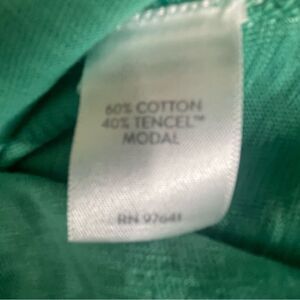 60% COTTON
40% TENCEL™
MODAL
RN 97641